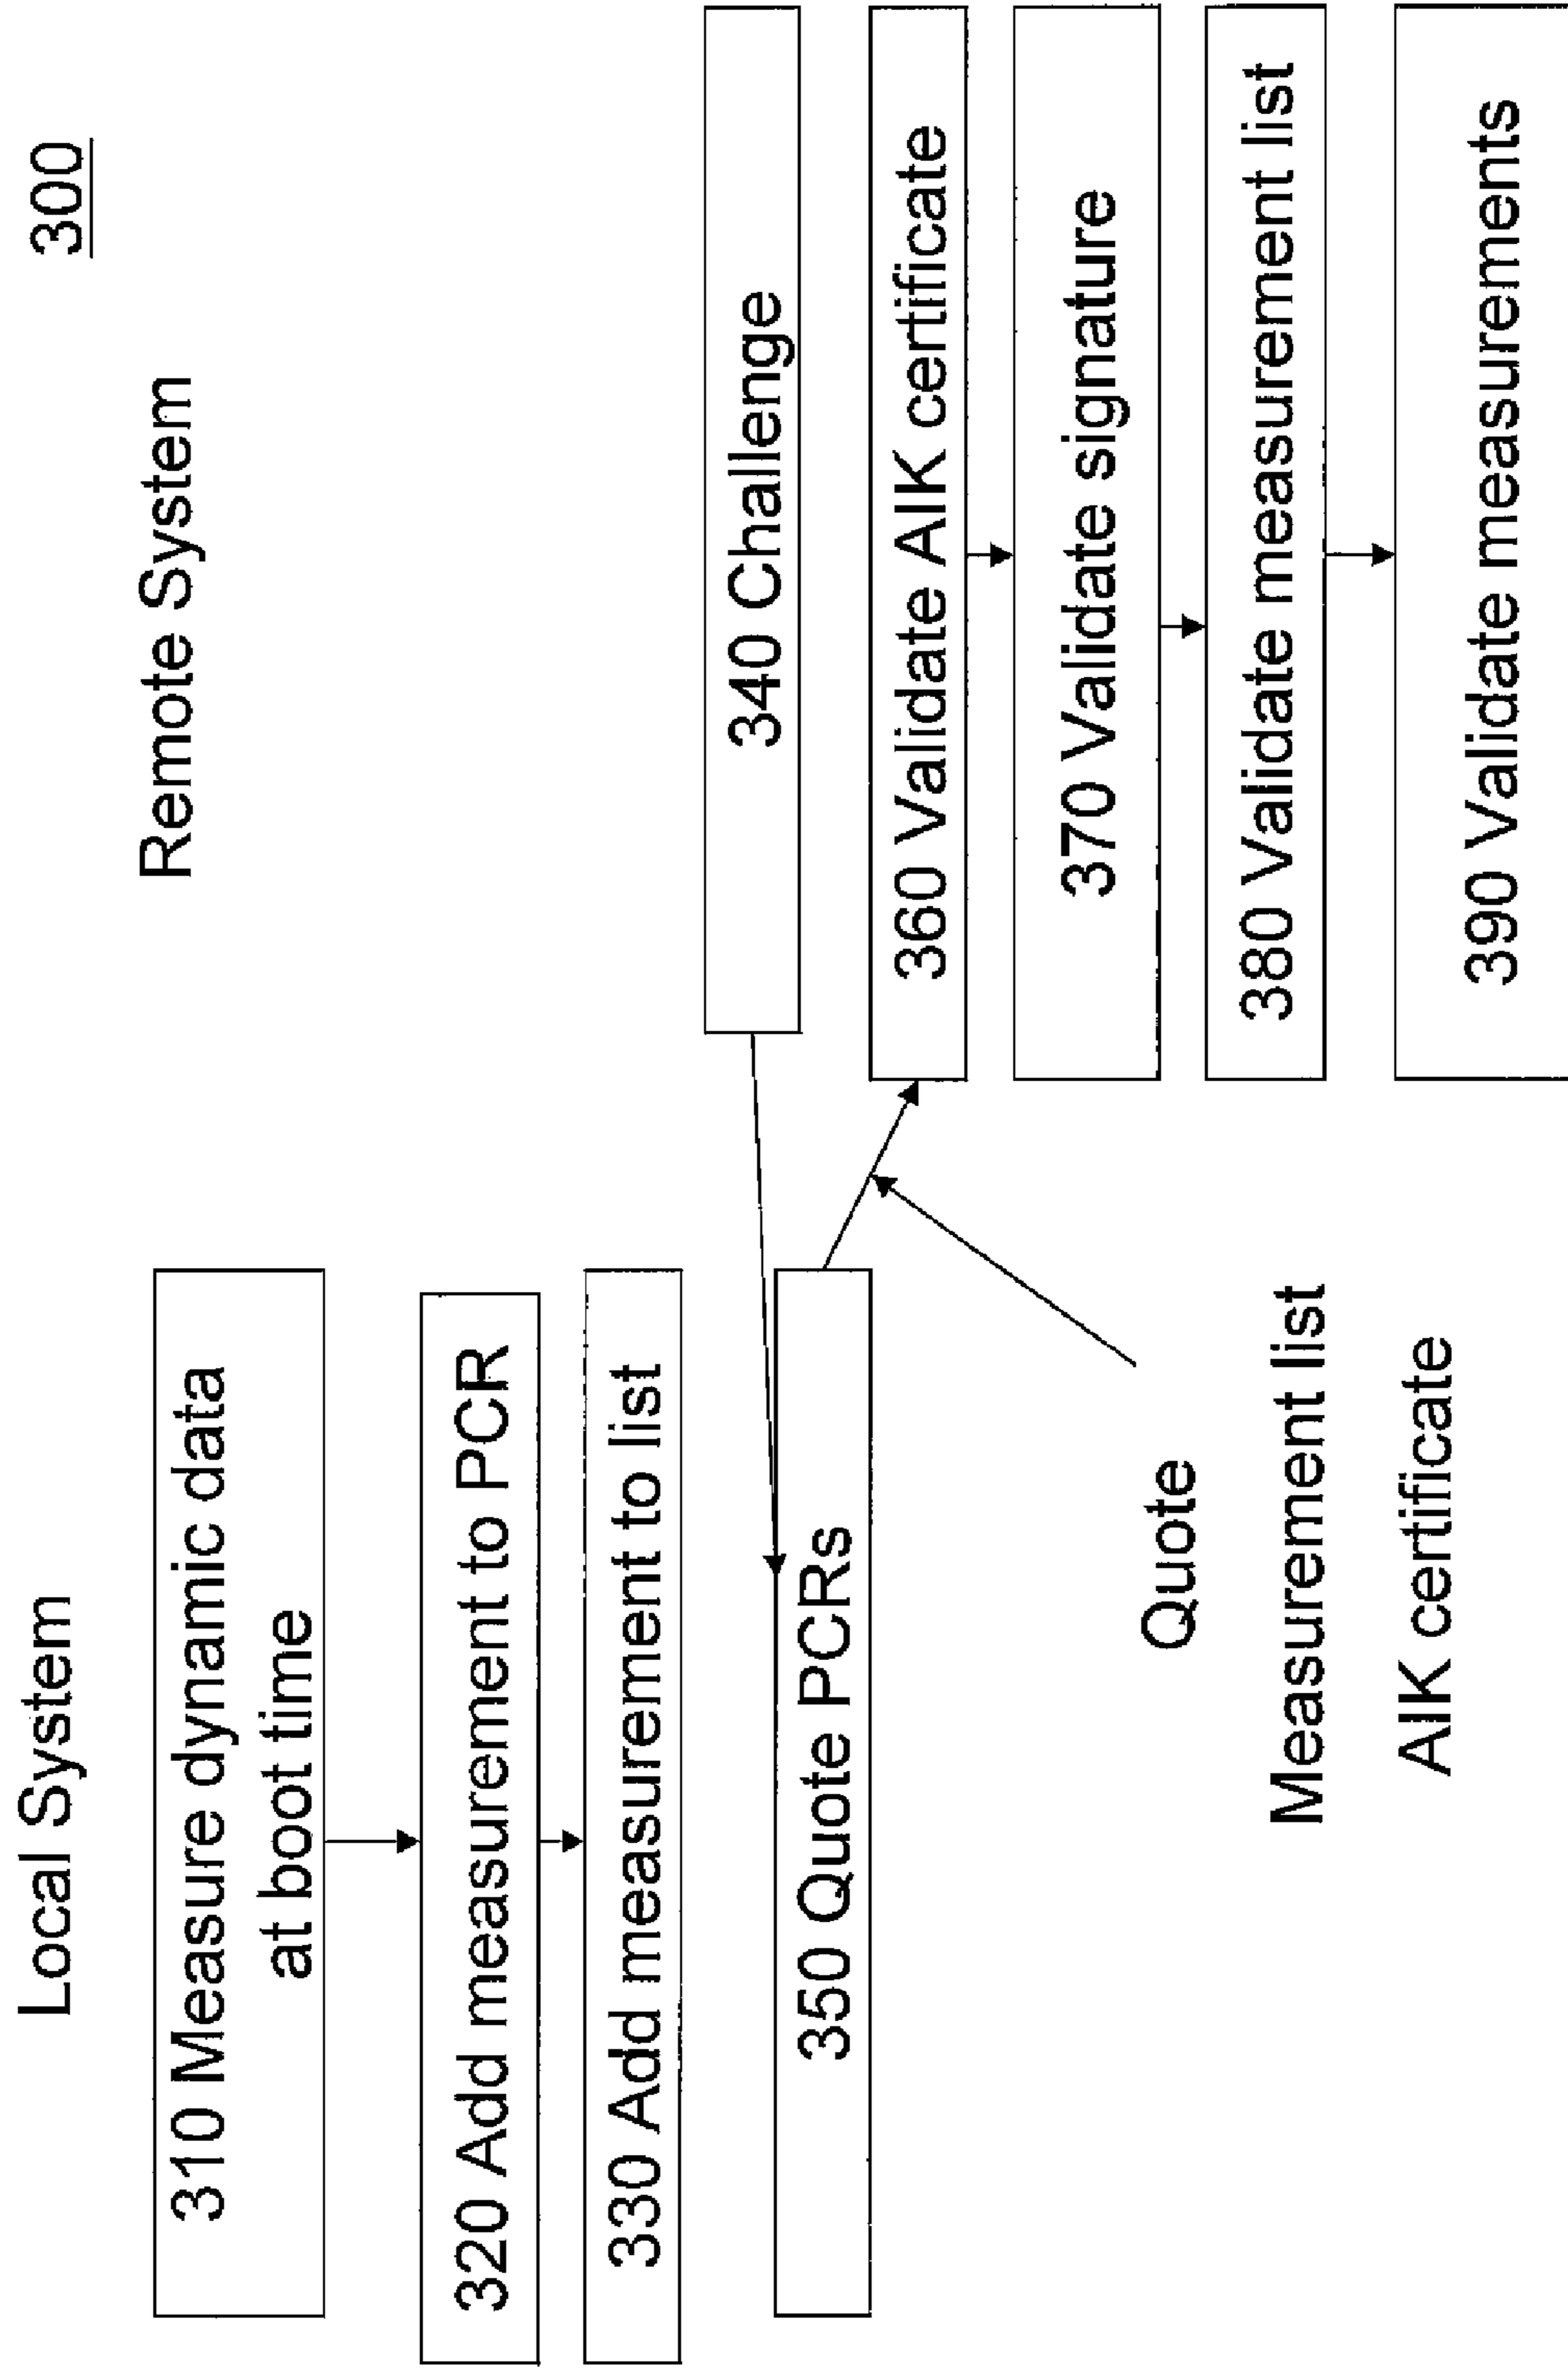 300
Local System
Remote System
310 Measure dynamic data
at boot time
320 Add measurement to PCR
330 Add measurement to list
340 Challenge
350 Quote PCRs
360 Validate AIK certificate
370 Validate signature
380 Validate measurement list
390 Validate measurements
Quote
Measurement list
AIK certificate